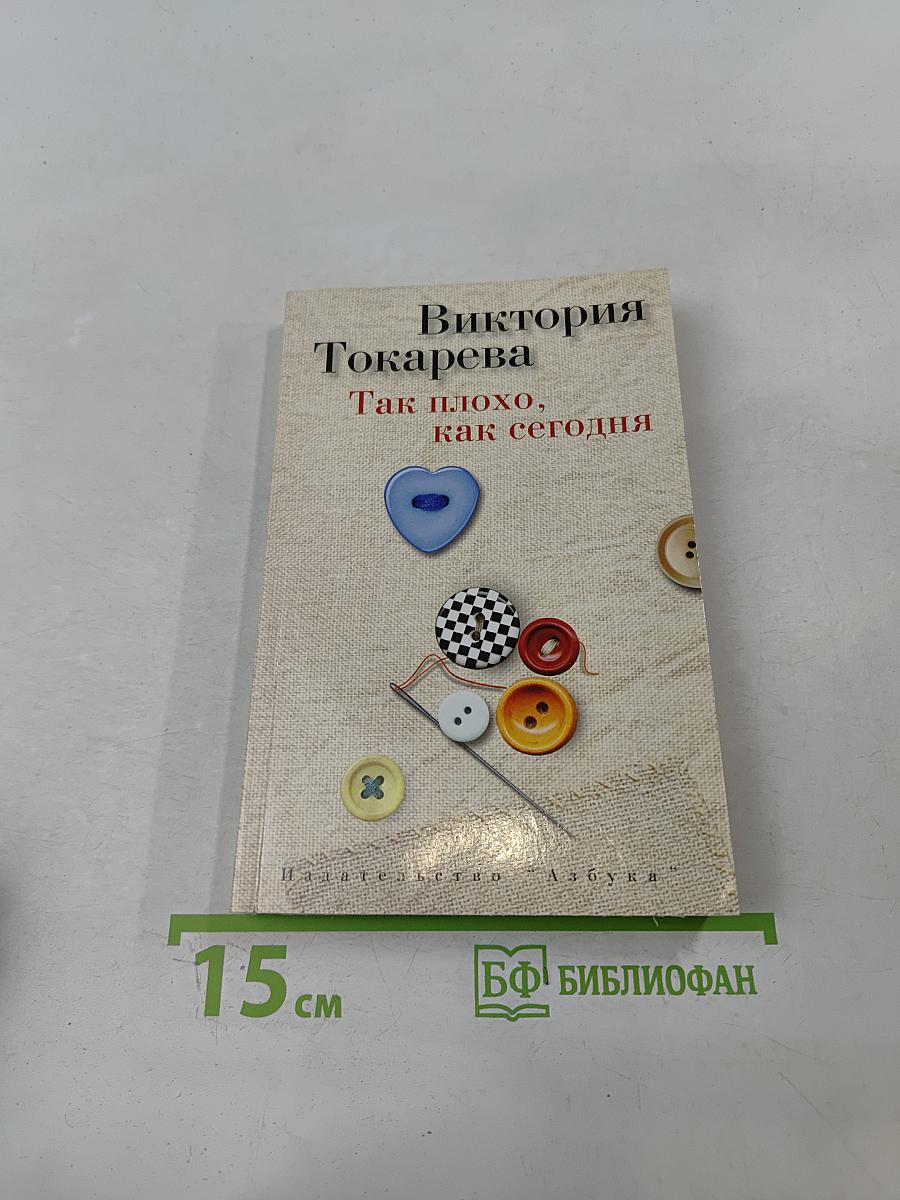 Виктория
Токарева
Так плохо,
как сегодня
Издательство "Азбука"
15 см
БФ БИБЛИОФАН